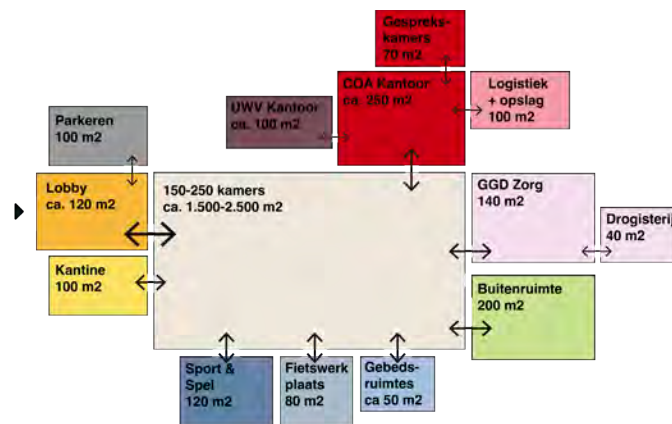 Gespreks-
kamers
70 m2
COA Kantoor
ca. 250 m2
Logistiek
+ opslag
100 m2
UWV Kantoor
ca. 100 m2
Parkeren
100 m2
Lobby
ca. 120 m2
150-250 kamers
ca. 1.500-2.500 m2
GGD Zorg
140 m2
Drogisterij
40 m2
Kantine
100 m2
Buitenruimte
200 m2
Sport &
Spel
120 m2
Fietswerk
plaats
80 m2
Gebeds-
ruimtes
ca 50 m2